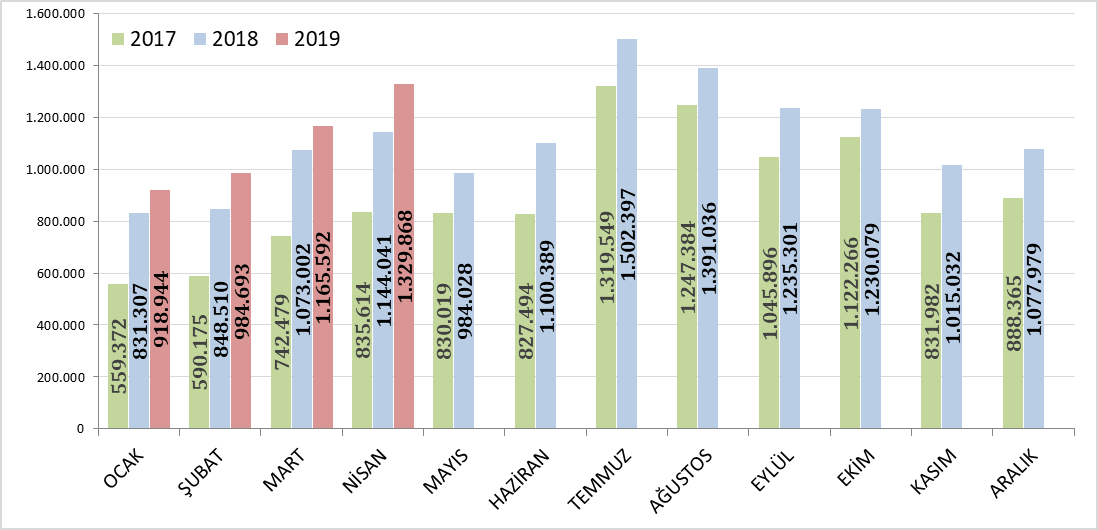 1.600.000
1.400.000
1.200.000
1.000.000
800.000
600.000
400.000
200.000
0
2017 2018 2019
559.372 831.307 918.944
590.175 848.510 984.693
742.479 1.073.002 1.165.592
835.614 1.144.041 1.329.868
830.019 984.028
827.494 1.100.389
1.319.549 1.502.397
1.247.384 1.391.036
1.045.896 1.235.301
1.122.266 1.230.079
831.982 1.015.032
888.365 1.077.979
OCAK ŞUBAT MART NİSAN MAYIS HAZİRAN TEMMUZ AĞUSTOS EYLÜL EKİM KASIM ARALIK